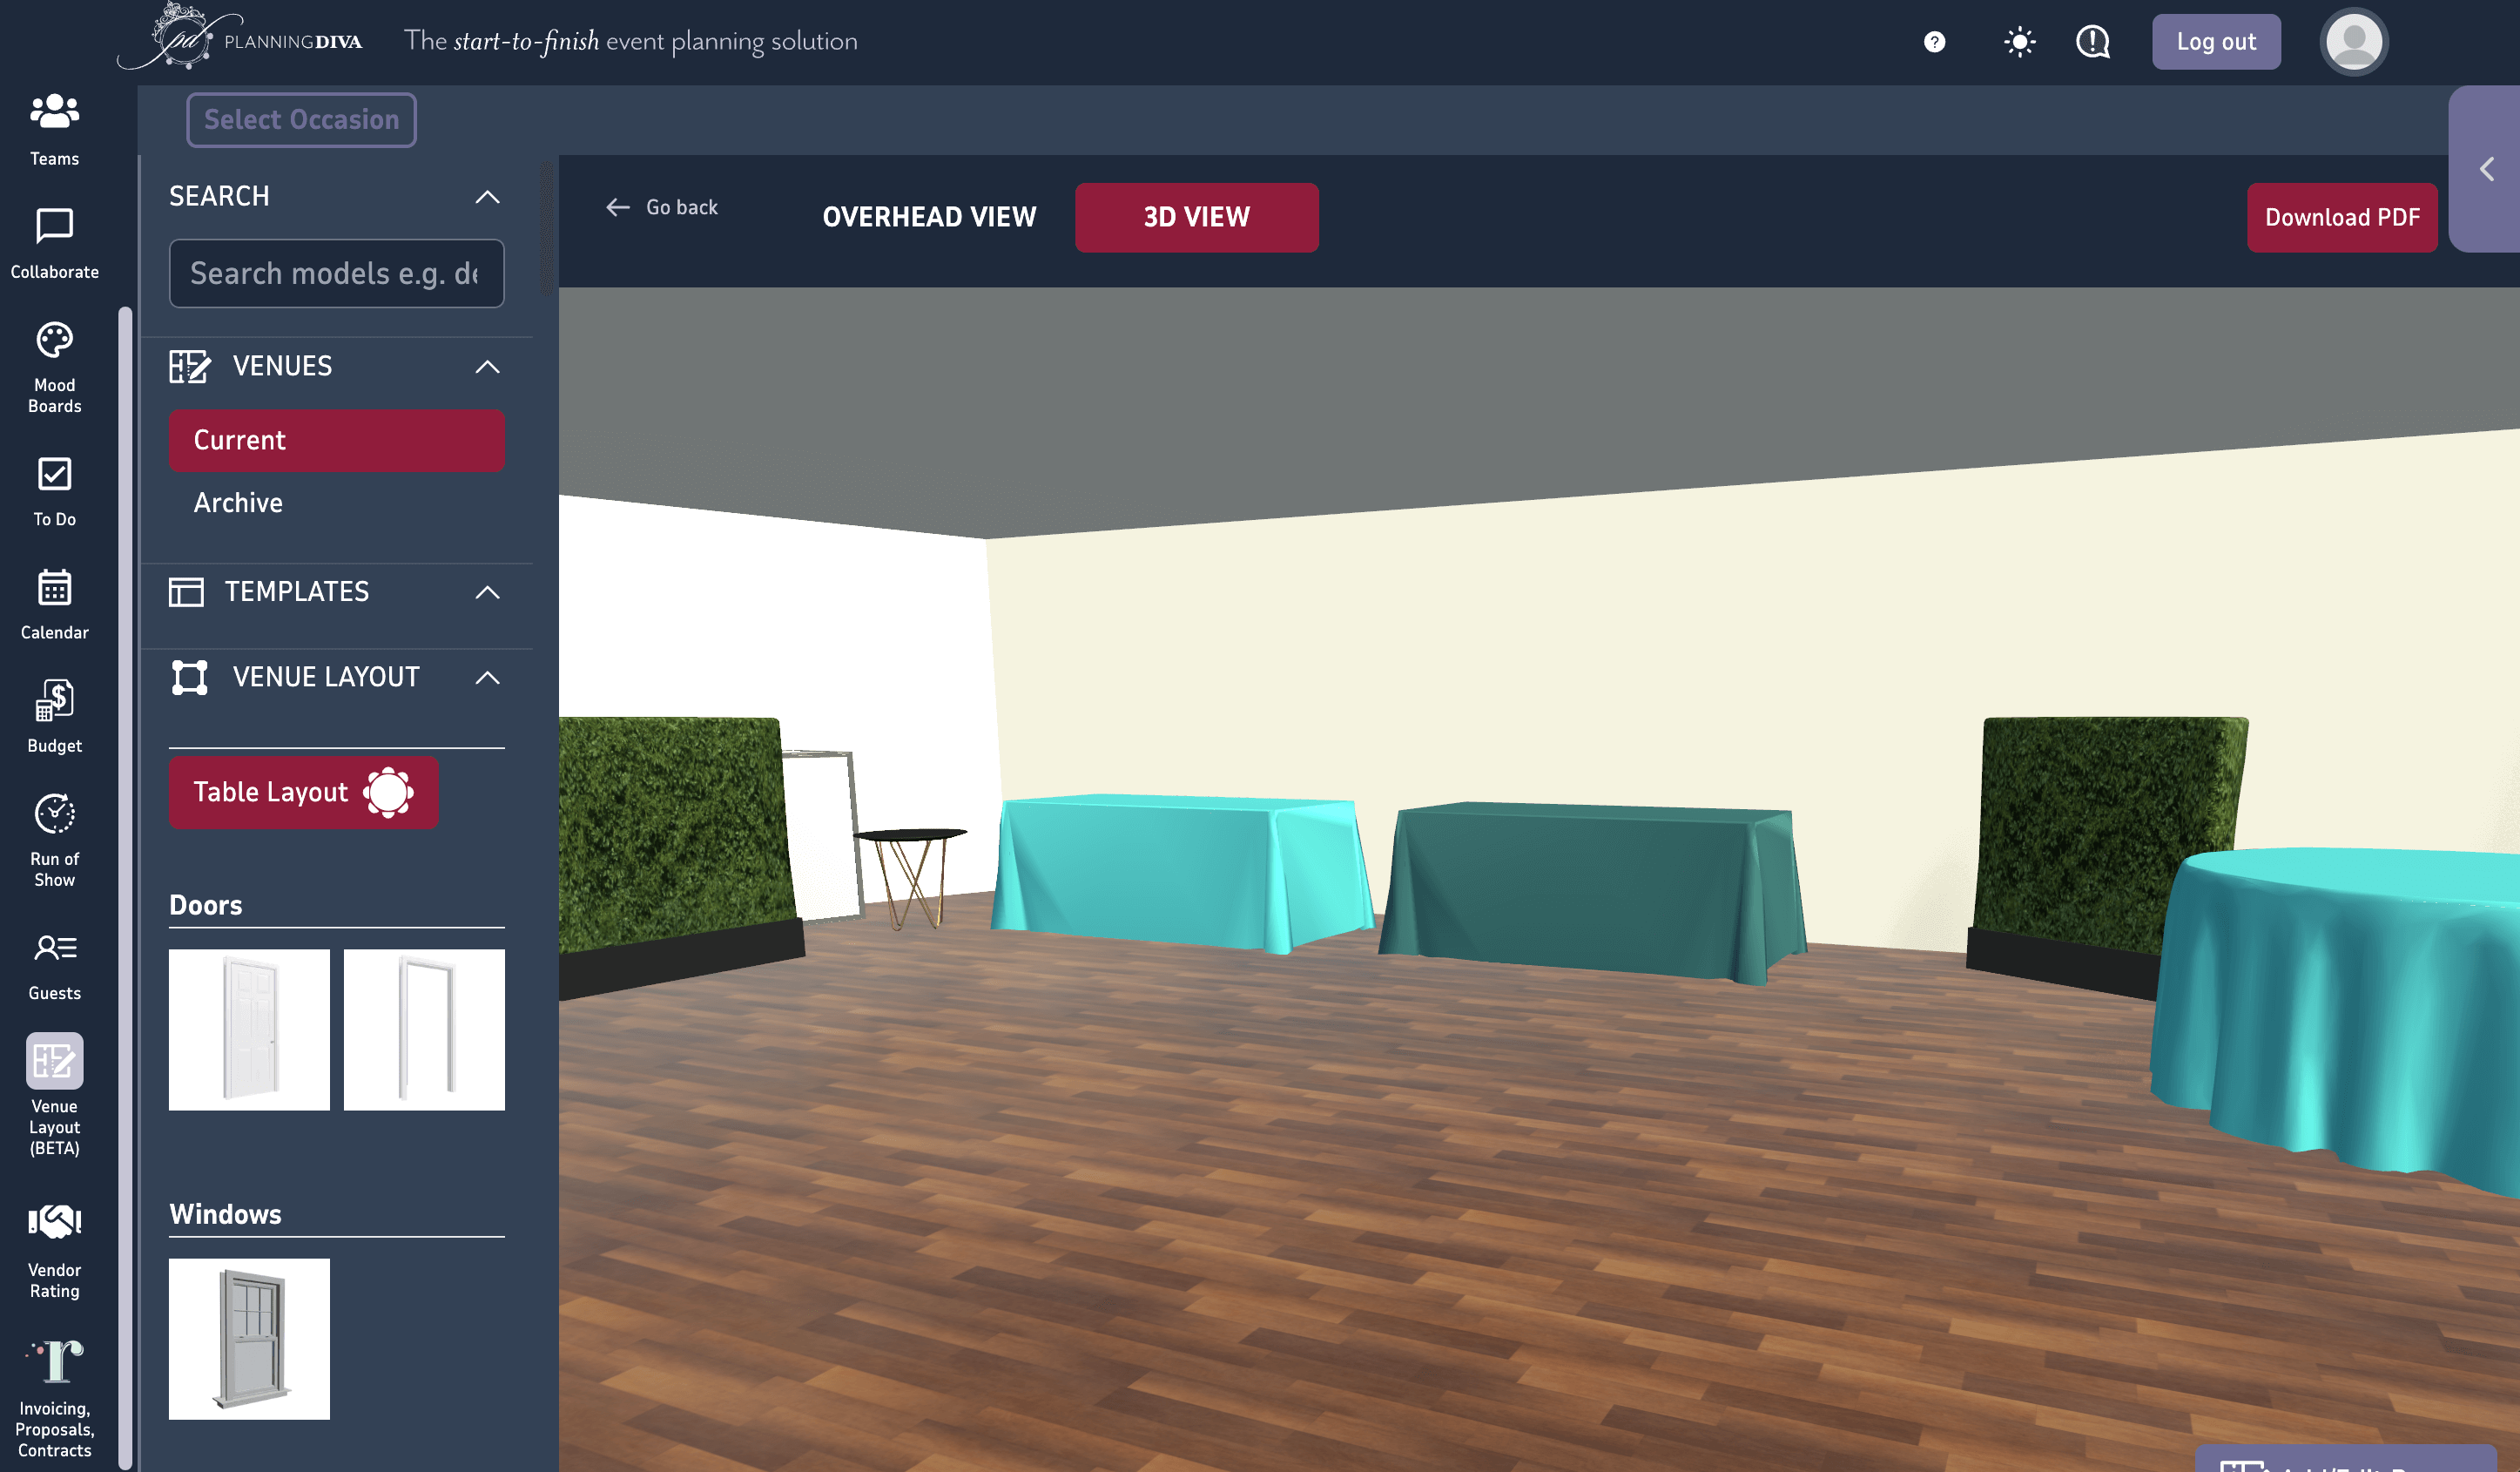 pd PLANNINGDIVA The start-to-finish event planning solution
? Log out
Select Occasion
Teams
Collaborate
Mood
Boards
To Do
Calendar
Budget
Run of
Show
Guests
Venue
Layout
(BETA)
Vendor
Rating
Invoicing,
Proposals,
Contracts
SEARCH
Search models e.g. de
VENUES
Current
Archive
TEMPLATES
VENUE LAYOUT
Table Layout
Doors
Windows
Go back
OVERHEAD VIEW
3D VIEW
Download PDF